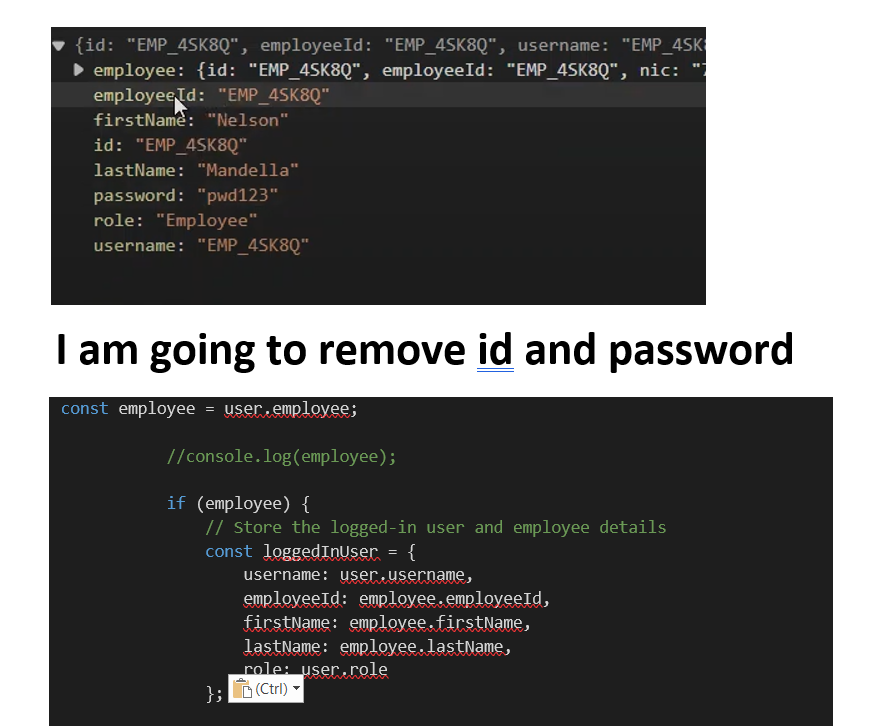 ▼ {id: "EMP_4SK8Q", employeeId: "EMP_4SK8Q", username: "EMP_4SK
▶ employee: {id: "EMP_4SK8Q", employeeId: "EMP_4SK8Q", nic: "7
employeeId: "EMP_4SK8Q"
firstName: "Nelson"
id: "EMP_4SK8Q"
lastName: "Mandella"
password: "pwd123"
role: "Employee"
username: "EMP_4SK8Q"
I am going to remove id and password
const employee = user.employee;
//console.log(employee);
if (employee) {
// Store the logged-in user and employee details
const loggedInUser = {
username: user.username,
employeeId: employee.employeeId,
firstName: employee.firstName,
lastName: employee.lastName,
role: user.role
};
(Ctrl)